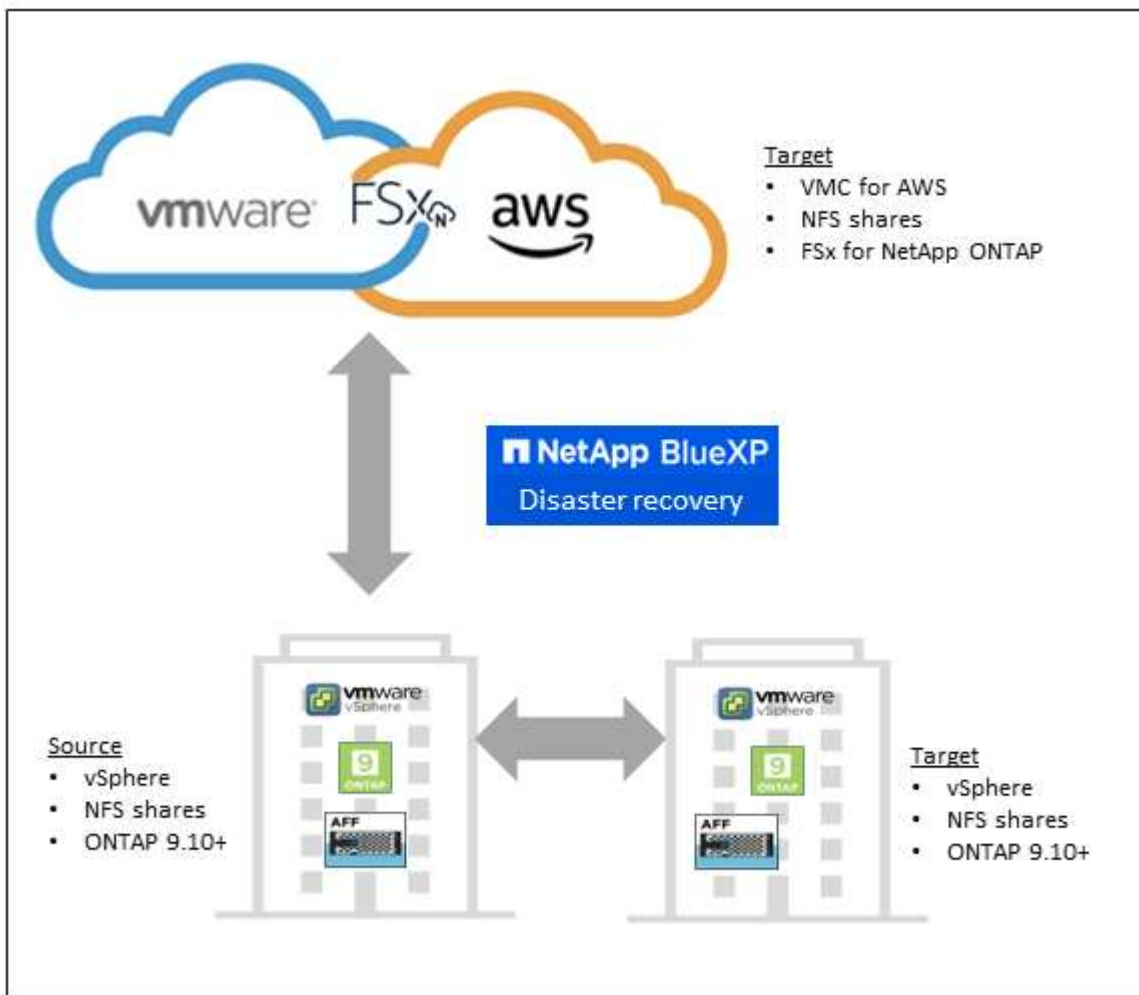 Target
• VMC for AWS
• NFS shares
• FSx for NetApp ONTAP
vmware
FSx
N
aws
NetApp BlueXP
Disaster recovery
vmware
vSphere
9
ONTAP
AFF
Source
• vSphere
• NFS shares
• ONTAP 9.10+
vmware
vSphere
9
ONTAP
AFF
Target
• vSphere
• NFS shares
• ONTAP 9.10+